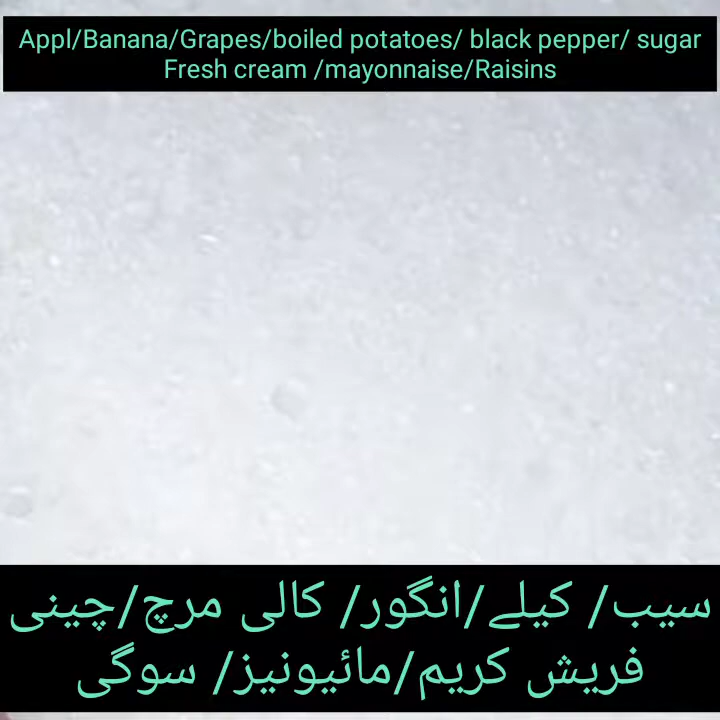 Appl/Banana/Grapes/boiled potatoes/ black pepper/ sugar
Fresh cream /mayonnaise/Raisins
سیب/ کیلے/انگور/ کالی مرچ/چینی
فریش کریم/مائیونیز/ سوگی